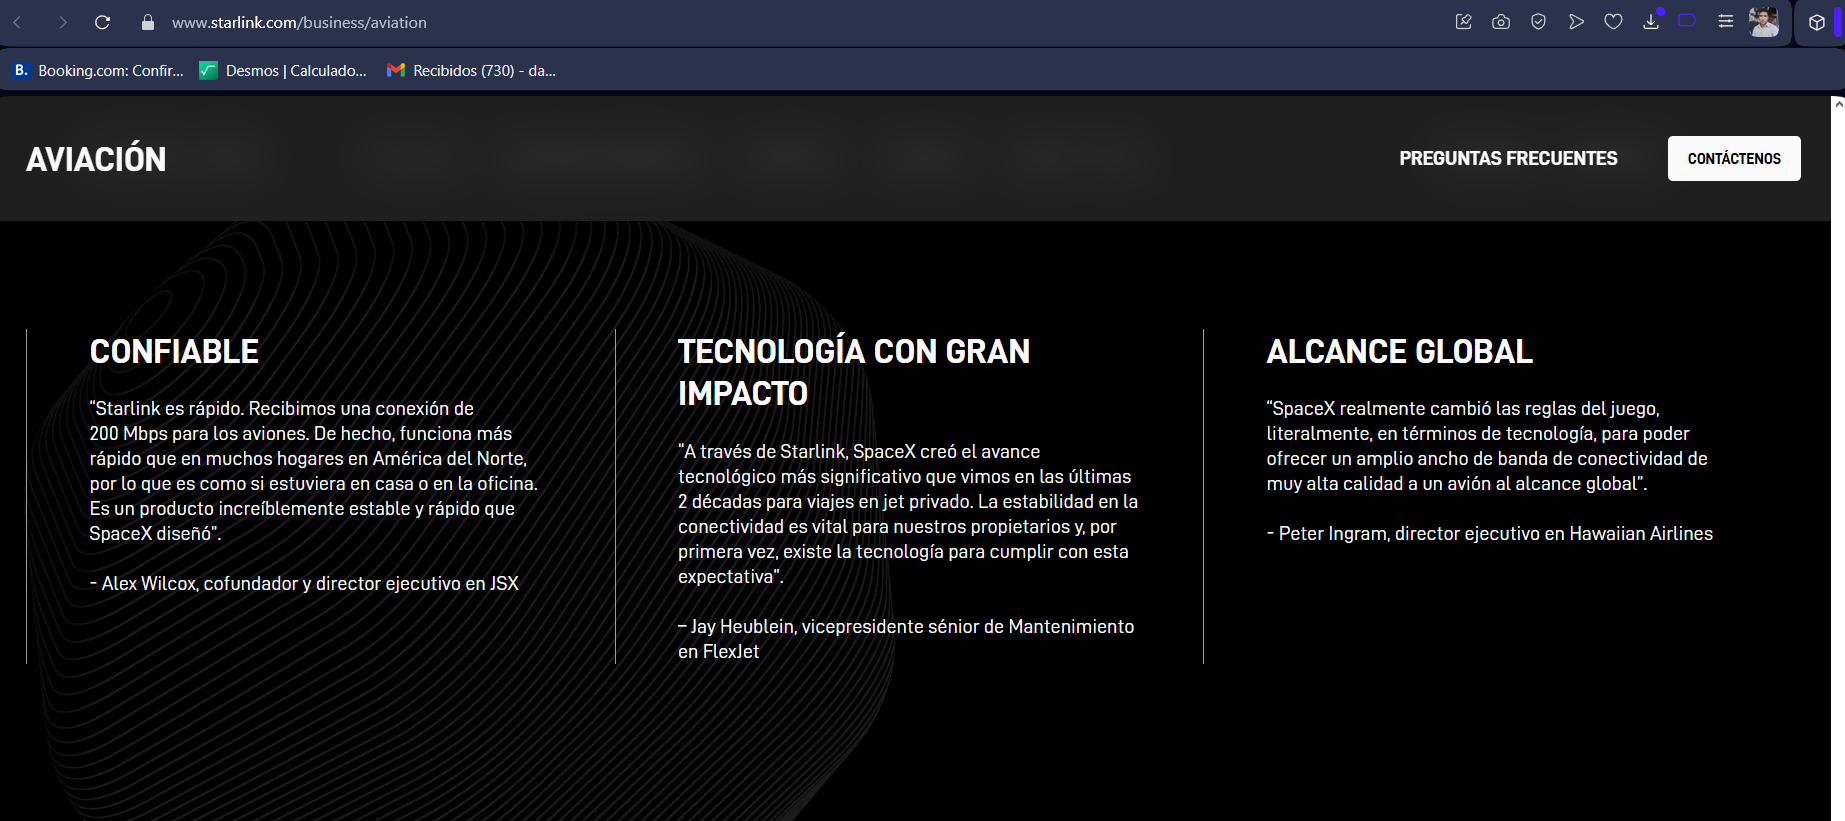 www.starlink.com/business/aviation
B. Booking.com: Confir...
Desmos | Calculado...
Recibidos (730) - da...
AVIACIÓN
PREGUNTAS FRECUENTES
CONTÁCTENOS
CONFIABLE
“Starlink es rápido. Recibimos una conexión de
200 Mbps para los aviones. De hecho, funciona más
rápido que en muchos hogares en América del Norte,
por lo que es como si estuviera en casa o en la oficina.
Es un producto increíblemente estable y rápido que
SpaceX diseñó”.
- Alex Wilcox, cofundador y director ejecutivo en JSX
TECNOLOGÍA CON GRAN
IMPACTO
“A través de Starlink, SpaceX creó el avance
tecnológico más significativo que vimos en las últimas
2 décadas para viajes en jet privado. La estabilidad en la
conectividad es vital para nuestros propietarios y, por
primera vez, existe la tecnología para cumplir con esta
expectativa”.
– Jay Heublein, vicepresidente sénior de Mantenimiento
en FlexJet
ALCANCE GLOBAL
“SpaceX realmente cambió las reglas del juego,
literalmente, en términos de tecnología, para poder
ofrecer un amplio ancho de banda de conectividad de
muy alta calidad a un avión al alcance global”.
- Peter Ingram, director ejecutivo en Hawaiian Airlines